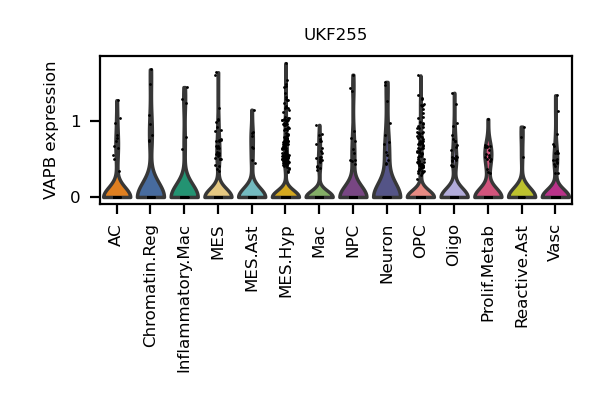 UKF255
VAPB expression
1
0
AC
Chromatin.Reg
Inflammatory.Mac
MES
MES.Ast
MES.Hyp
Mac
NPC
Neuron
OPC
Oligo
Prolif.Metab
Reactive.Ast
Vasc